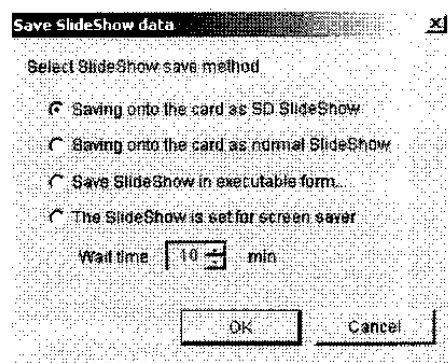 Save SlideShow data
Select SlideShow save method
Saving onto the card as SD SlideShow
Saving onto the card as normal SlideShow
Save SlideShow in executable form...
The SlideShow is set for screen saver
Wait time 10 min
OK Cancel